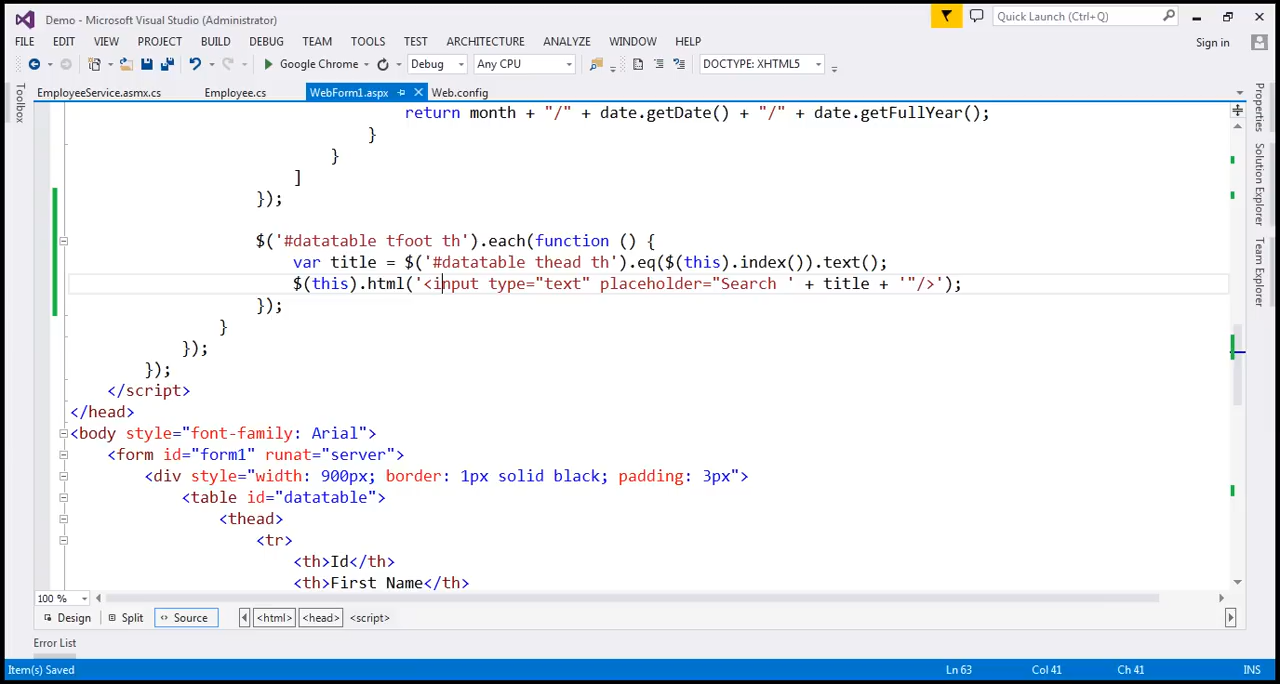 Demo - Microsoft Visual Studio (Administrator)
Quick Launch (Ctrl+Q)
FILE EDIT VIEW PROJECT BUILD DEBUG TEAM TOOLS TEST ARCHITECTURE ANALYZE WINDOW HELP
Sign in
Google Chrome Debug Any CPU DOCTYPE: XHTML5
EmployeeService.asmx.cs Employee.cs WebForm1.aspx Web.config
Toolbox
Properties
Solution Explorer
Team Explorer
return month + "/" + date.getDate() + "/" + date.getFullYear();
}
}
]
});
$('#datatable tfoot th').each(function () {
var title = $('#datatable thead th').eq($(this).index()).text();
$(this).html('<input type="text" placeholder="Search ' + title + '"/>');
});
}
});
});
</script>
</head>
<body style="font-family: Arial">
<form id="form1" runat="server">
<div style="width: 900px; border: 1px solid black; padding: 3px">
<table id="datatable">
<thead>
<tr>
<th>Id</th>
<th>First Name</th>
100 %
Design Split Source <html> <head> <script>
Error List
Item(s) Saved Ln 63 Col 41 Ch 41 INS